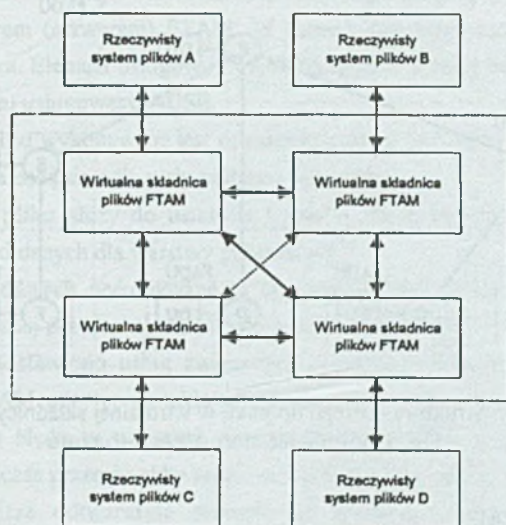 Rzeczywisty
system plików A
Rzeczywisty
system plików B
Wirtualna składnica
plików FTAM
Wirtualna składnica
plików FTAM
Wirtualna składnica
plików FTAM
Wirtualna składnica
plików FTAM
Rzeczywisty
system plików C
Rzeczywisty
system plików D